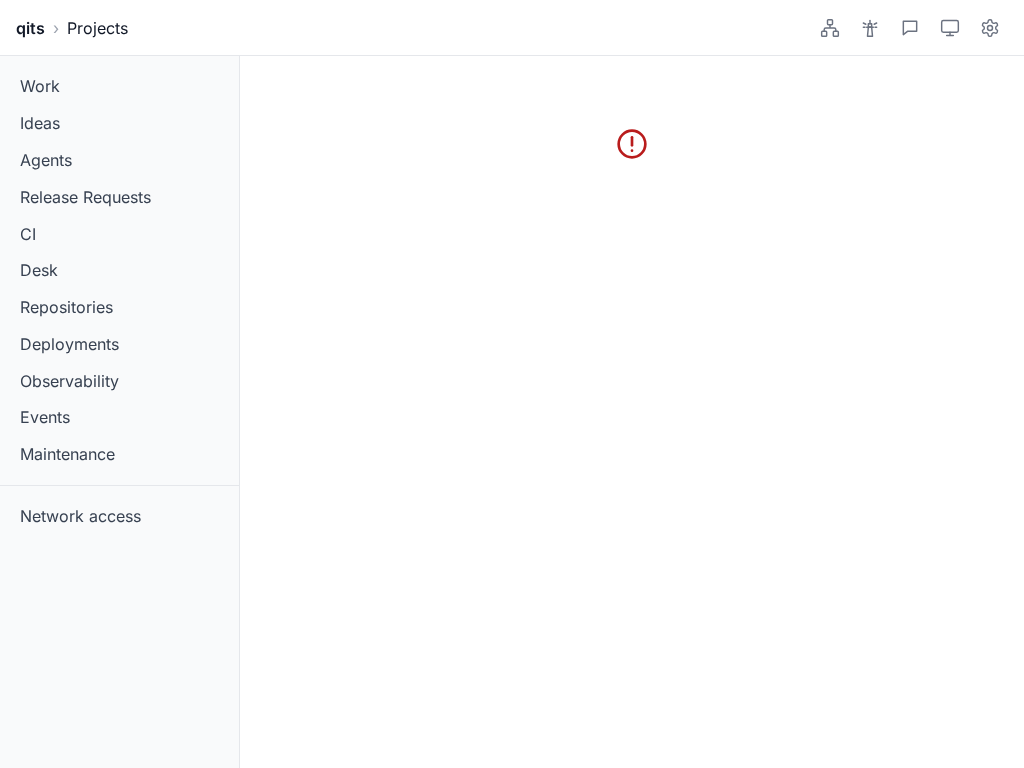 qits › Projects
Work
Ideas
Agents
Release Requests
CI
Desk
Repositories
Deployments
Observability
Events
Maintenance
Network access